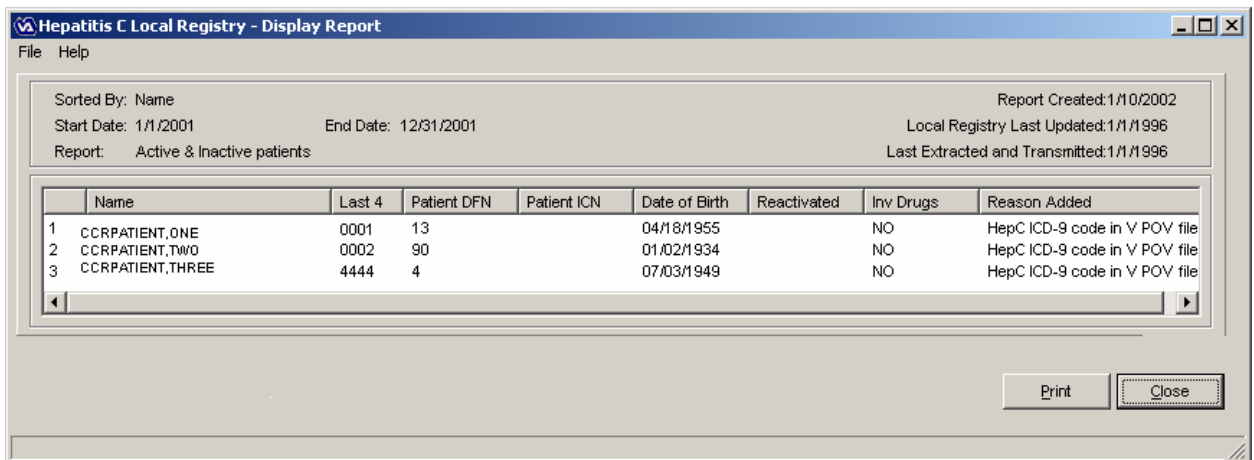 Hepatitis C Local Registry - Display Report
File Help
Sorted By: Name Report Created:1/10/2002
Start Date: 1/1/2001 End Date: 12/31/2001 Local Registry Last Updated:1/1/1996
Report: Active & Inactive patients Last Extracted and Transmitted:1/1/1996
Name Last 4 Patient DFN Patient ICN Date of Birth Reactivated Inv Drugs Reason Added
1 CCRPATIENT,ONE 0001 13 04/18/1955 NO HepC ICD-9 code in V POV file
2 CCRPATIENT,TWO 0002 90 01/02/1934 NO HepC ICD-9 code in V POV file
3 CCRPATIENT,THREE 4444 4 07/03/1949 NO HepC ICD-9 code in V POV file
Print Close